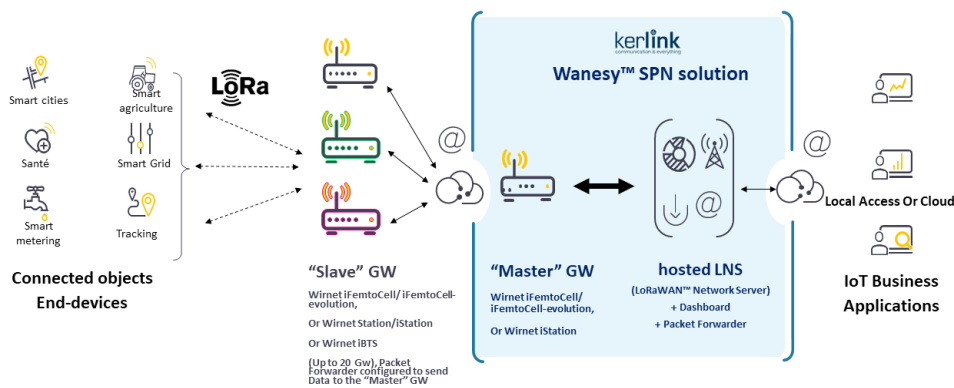 kerlink
communication is everything
Wanesy™ SPN solution
LoRa
Smart cities
Smart
agriculture
Santé
Smart Grid
Smart
metering
Tracking
Connected objects
End-devices
@
@
@
Local Access Or Cloud
"Slave" GW
Wirnet iFemtoCell/ iFemtoCell-
evolution,
Or Wirnet Station/iStation
Or Wirnet iBTS
(Up to 20 Gw), Packet
Forwarder configured to send
Data to the "Master" GW
"Master" GW
Wirnet iFemtoCell/
iFemtoCell-evolution,
Or Wirnet iStation
hosted LNS
(LoRaWAN™ Network Server)
+ Dashboard
+ Packet Forwarder
IoT Business
Applications